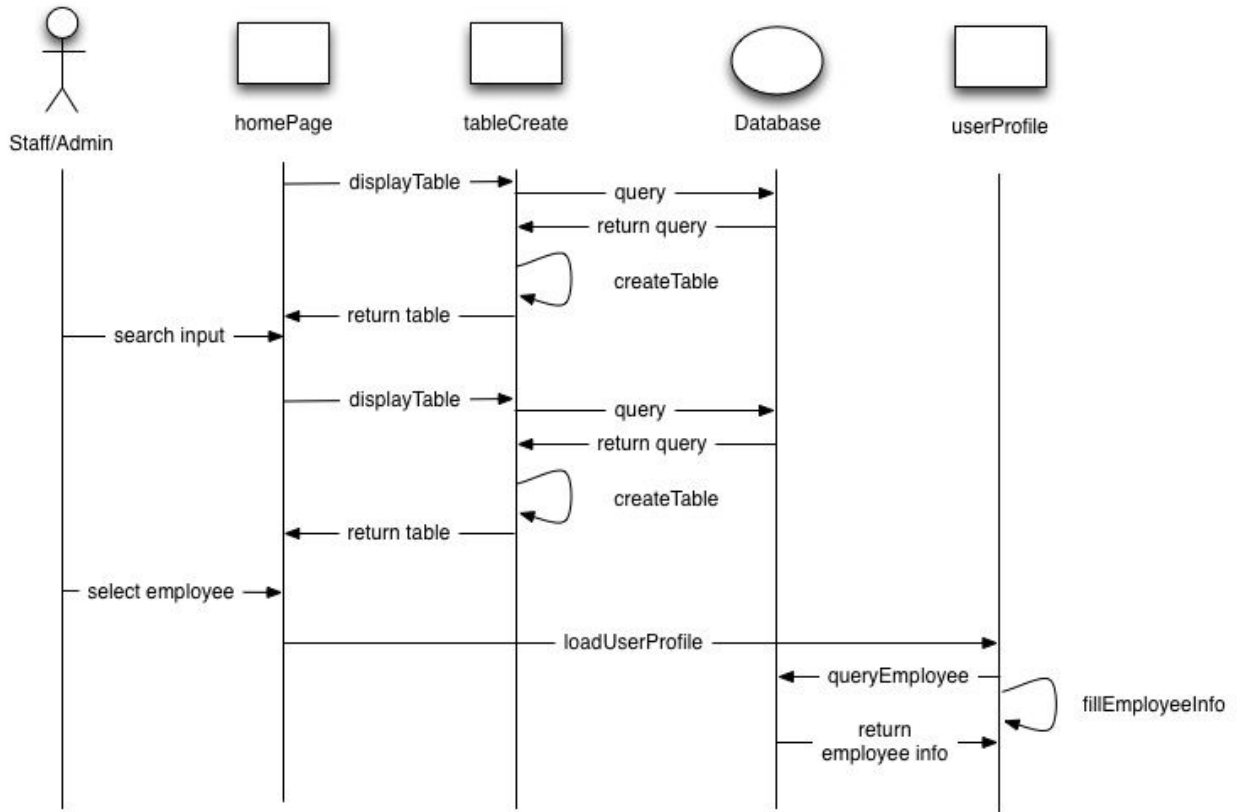 Staff/Admin
homePage
tableCreate
Database
userProfile
displayTable
query
return query
createTable
return table
search input
displayTable
query
return query
createTable
return table
select employee
loadUserProfile
queryEmployee
fillEmployeeInfo
return
employee info